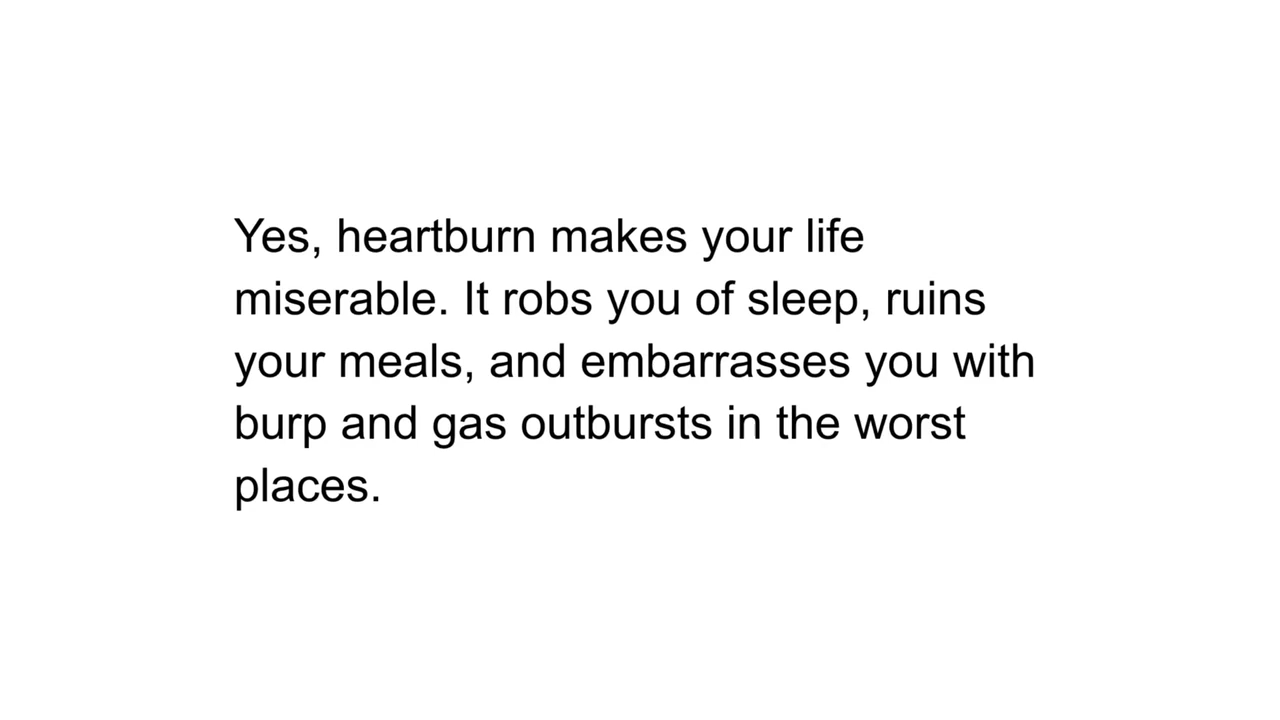 Yes, heartburn makes your life
miserable. It robs you of sleep, ruins
your meals, and embarrasses you with
burp and gas outbursts in the worst
places.